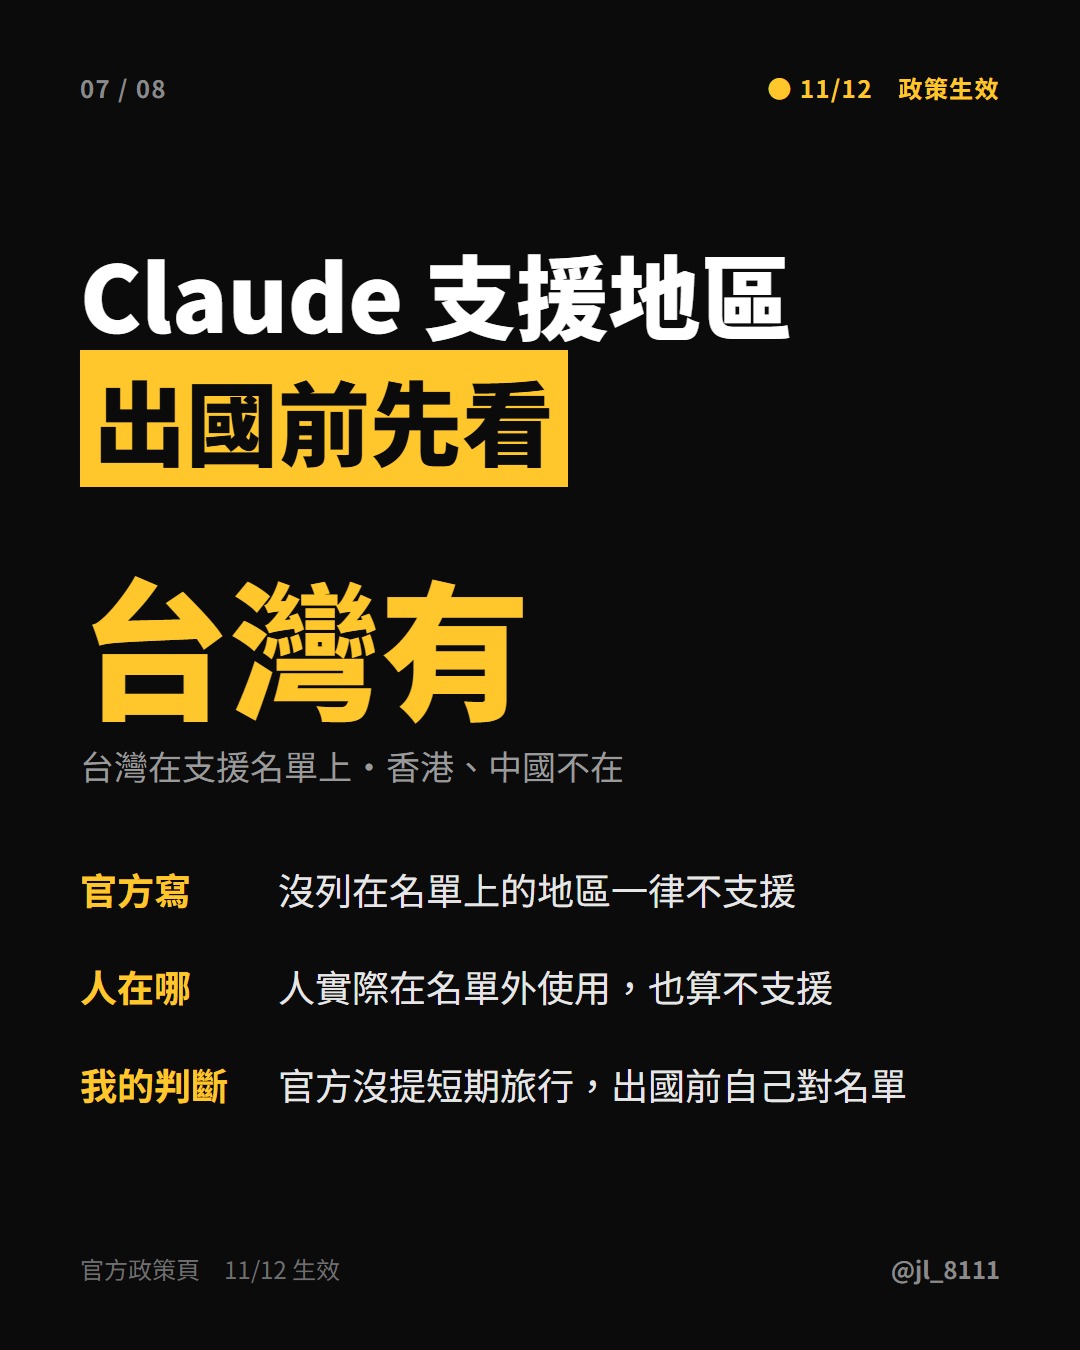 07 / 08
● 11/12 政策生效
Claude 支援地區
出國前先看
台灣有
台灣在支援名單上・香港、中國不在
官方寫 沒列在名單上的地區一律不支援
人在哪 人實際在名單外使用，也算不支援
我的判斷 官方沒提短期旅行，出國前自己對名單
官方政策頁 11/12 生效
@jl_8111